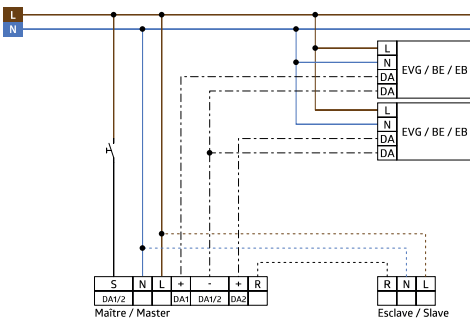 L
N
L
N EVG / BE / EB
DA
DA
L
N EVG / BE / EB
DA
DA
S N L + - + R
DA1/2 DA1 DA1/2 DA2
R N L
Maître / Master
Esclave / Slave